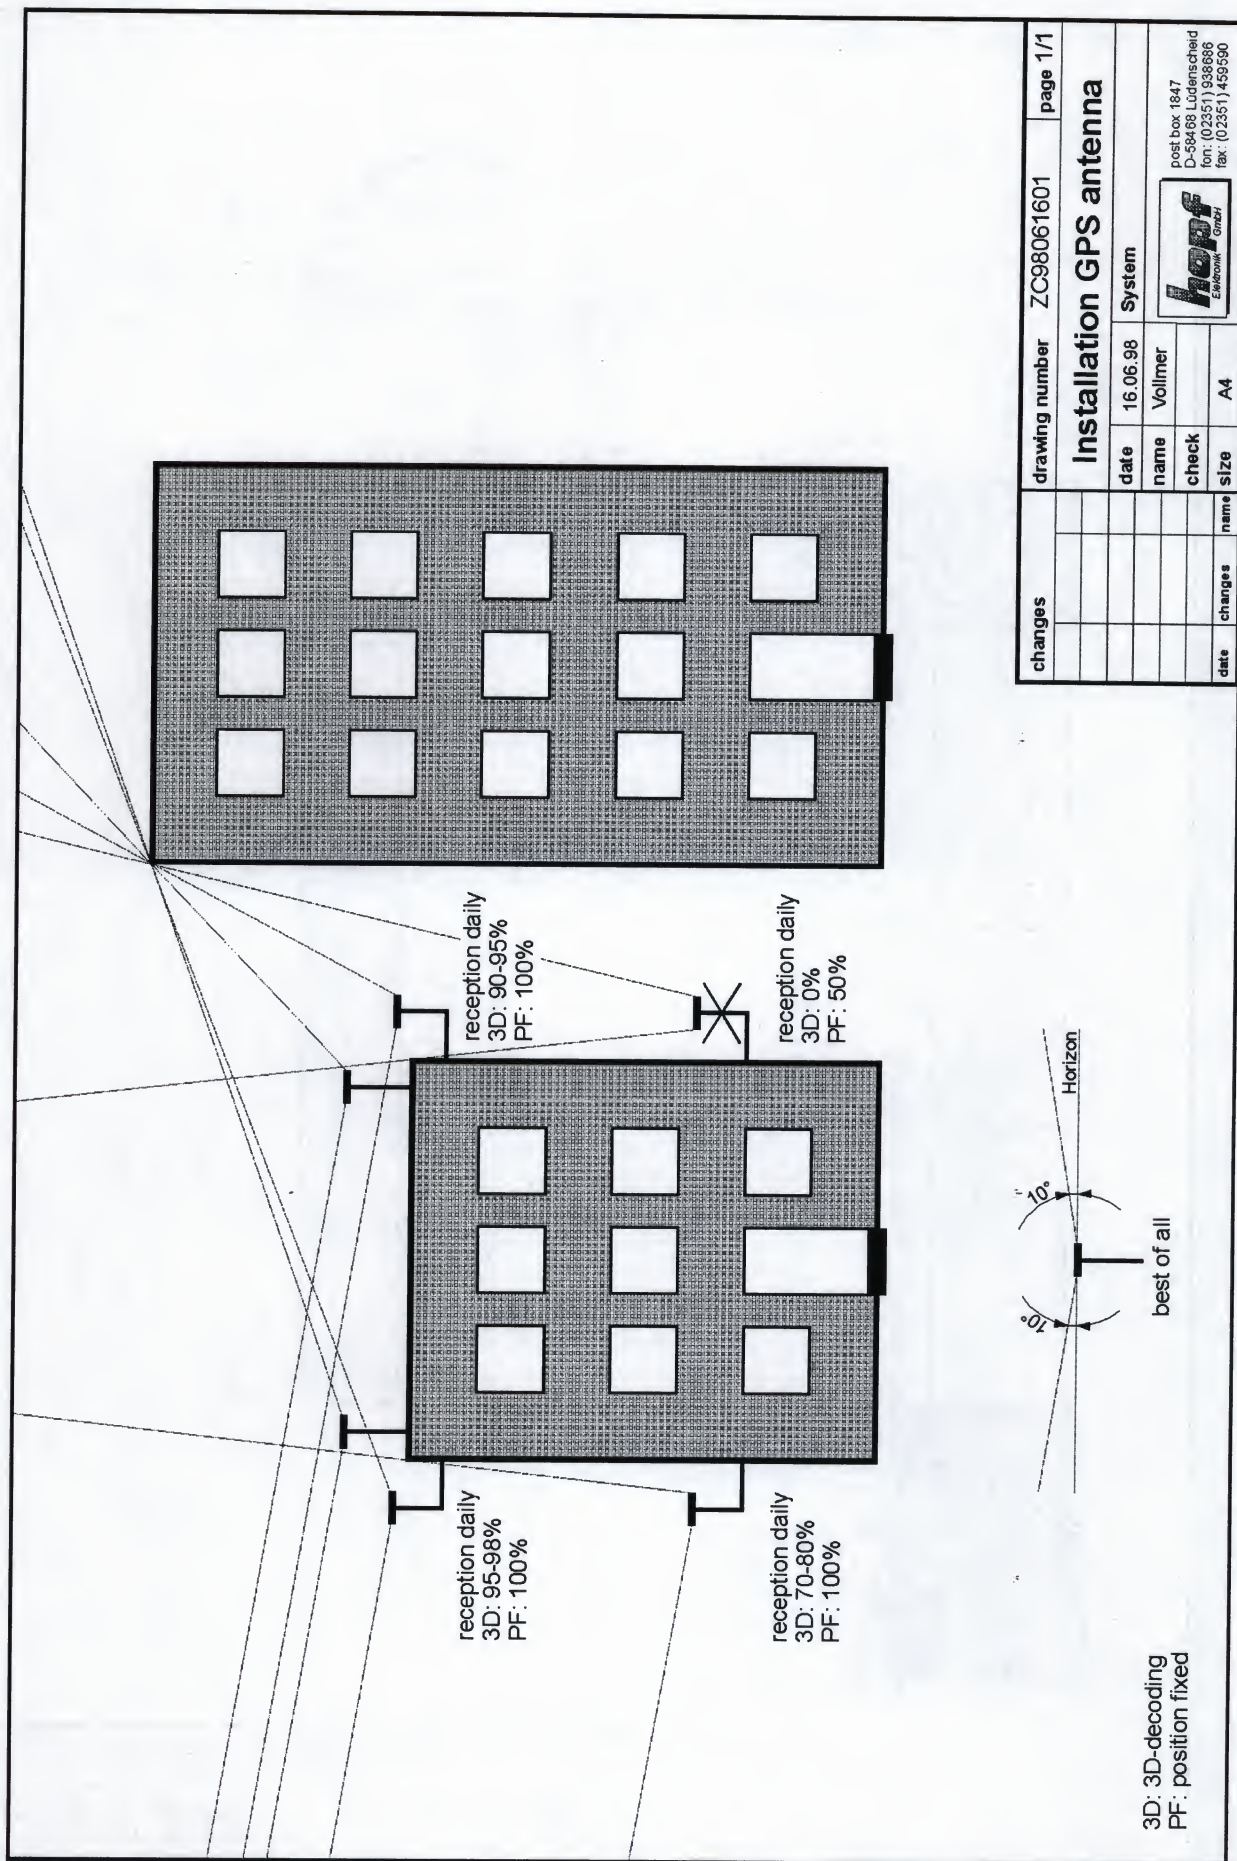 reception daily
3D: 95-98%
PF: 100%
reception daily
3D: 90-95%
PF: 100%
reception daily
3D: 70-80%
PF: 100%
reception daily
3D: 0%
PF: 50%
10°
10°
Horizon
best of all
3D: 3D-decoding
PF: position fixed
changes
date changes name
drawing number ZC98061601 page 1/1
Installation GPS antenna
date 16.06.98 System
name Vollmer
check
size A4
hopf
Elektronik GmbH
post box 1847
D-58468 Lüdenscheid
fon: (02351) 938686
fax: (02351) 459590